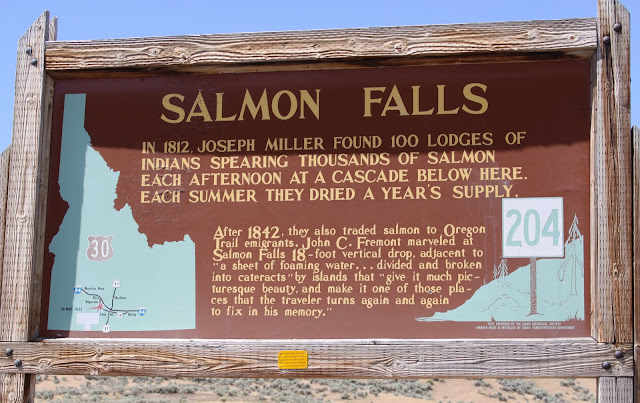 SALMON FALLS
IN 1812, JOSEPH MILLER FOUND 100 LODGES OF
INDIANS SPEARING THOUSANDS OF SALMON
EACH AFTERNOON AT A CASCADE BELOW HERE.
EACH SUMMER THEY DRIED A YEAR'S SUPPLY.
After 1842, they also traded salmon to Oregon
Trail emigrants. John C. Fremont marveled at
Salmon Falls 18-foot vertical drop, adjacent to
"a sheet of foaming water... divided and broken
into cataracts" by islands that "give it much pic-
turesque beauty, and make it one of those pla-
ces that the traveler turns again and again
to fix in his memory."
204
30
SALMON FALLS